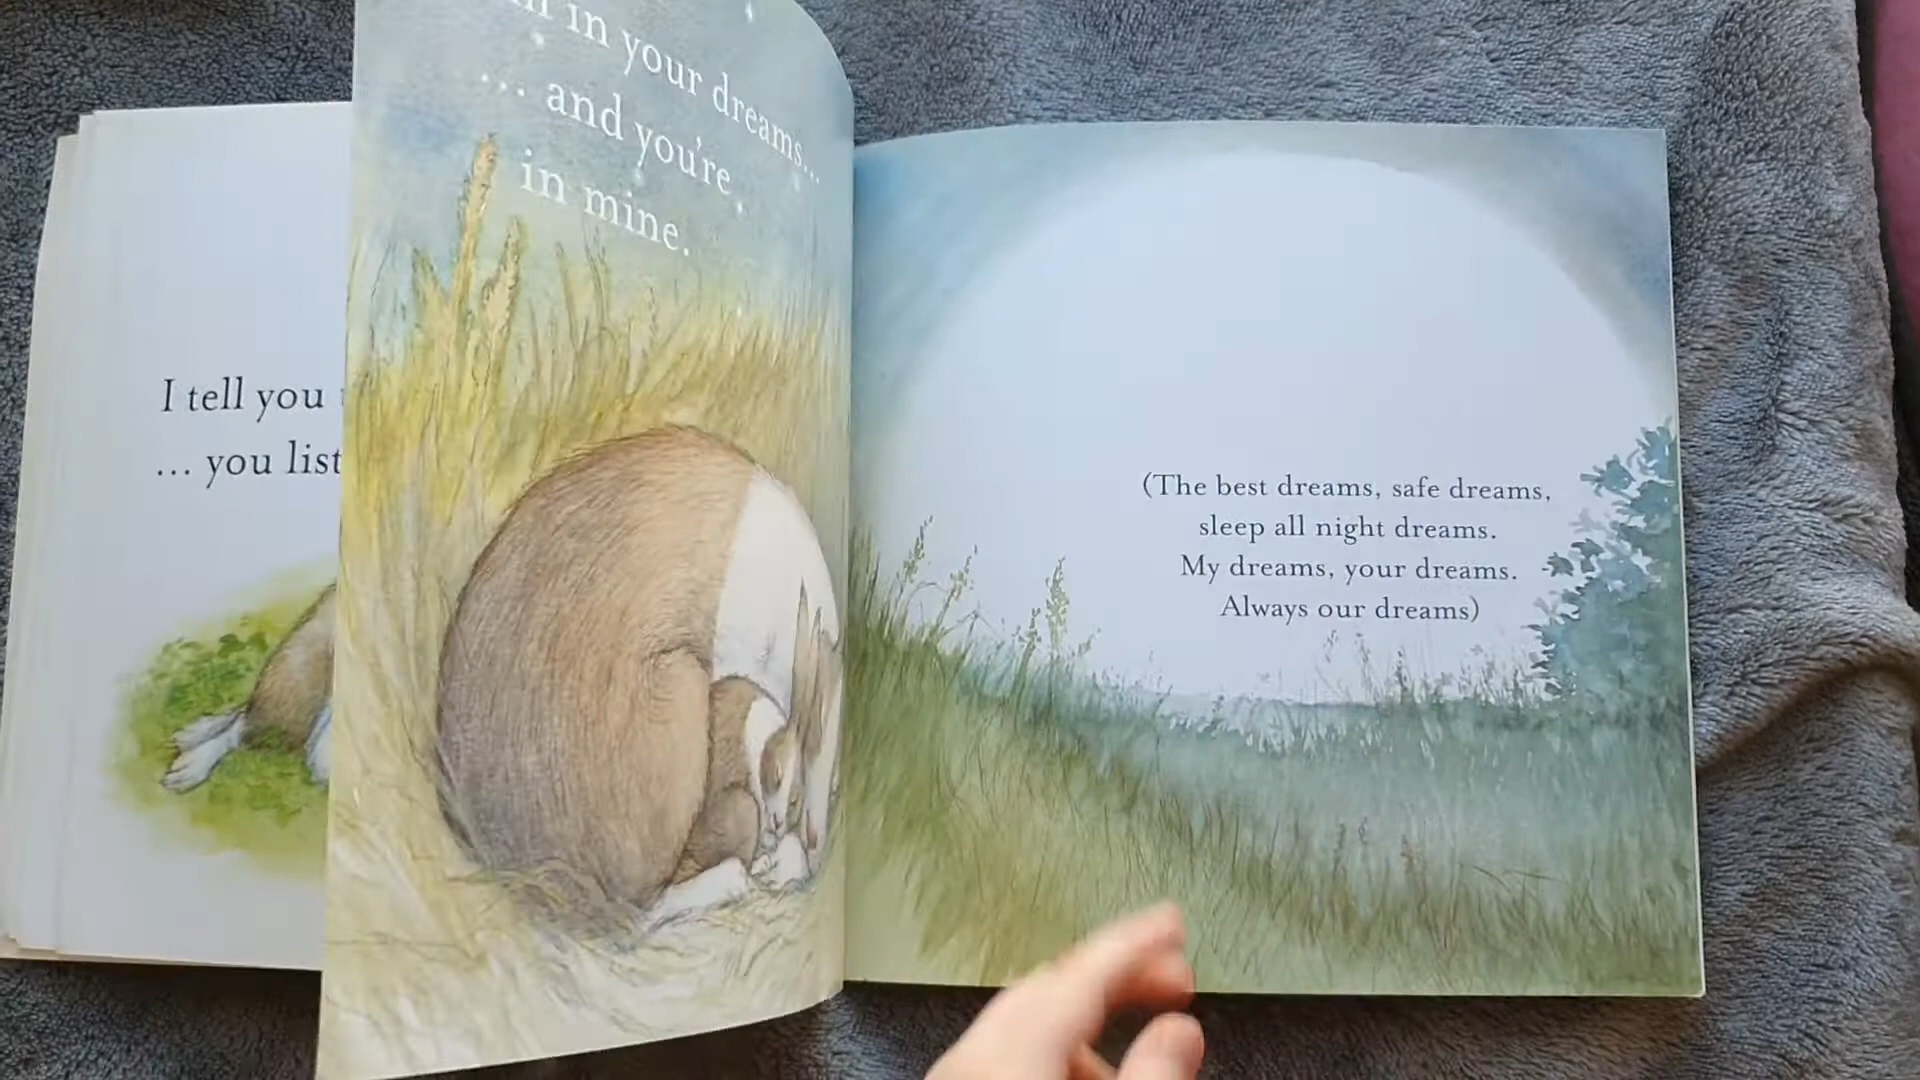 I tell you
... you list
in your dreams...
... and you're
in mine.
(The best dreams, safe dreams,
sleep all night dreams.
My dreams, your dreams.
Always our dreams)